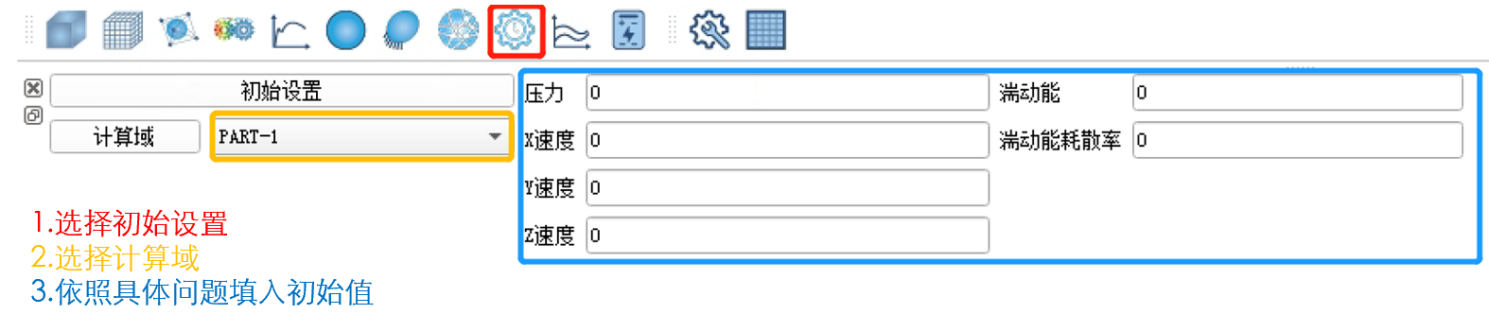 初始设置
压力 0 湍动能 0
计算域 PART-1 X速度 0 湍动能耗散率 0
Y速度 0
Z速度 0
1.选择初始设置
2.选择计算域
3.依照具体问题填入初始值